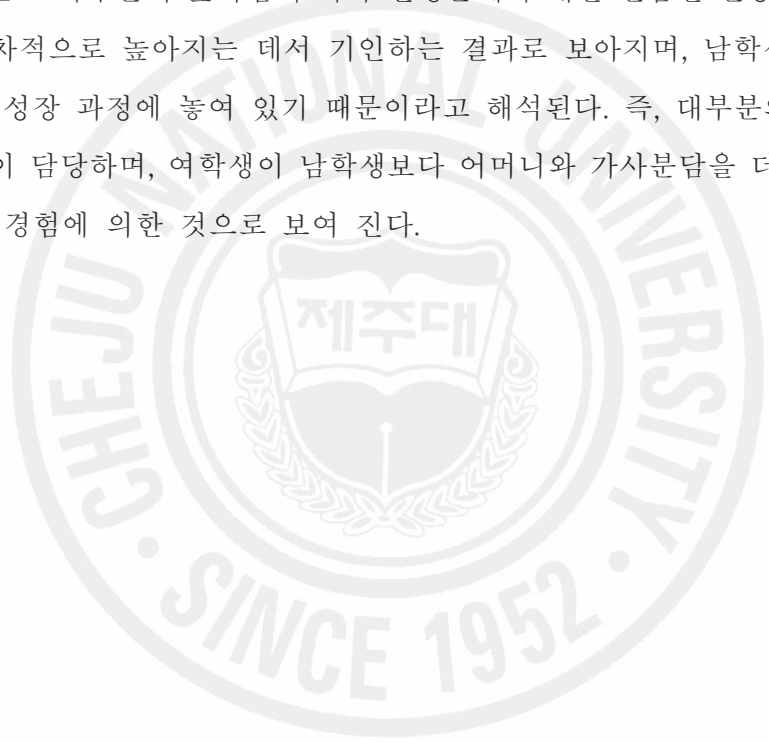 차적으로 높아지는 데서 기인하는 결과로 보아지며, 남학
성장 과정에 놓여 있기 때문이라고 해석된다. 즉, 대부분
이 담당하며, 여학생이 남학생보다 어머니와 가사분담을 더
경험에 의한 것으로 보여 진다.
CHEJU NATIONAL UNIVERSITY
제주대
SINCE 1952